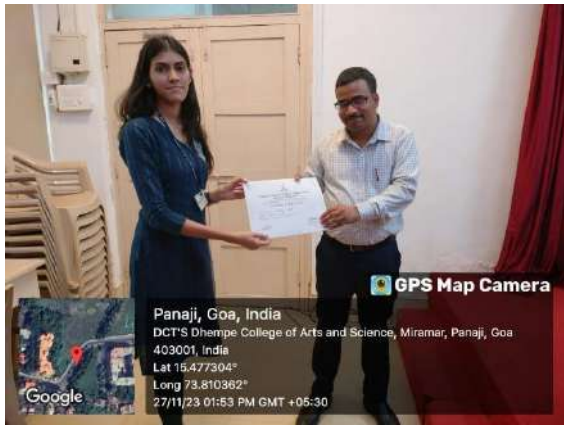 GPS Map Camera
Panaji, Goa, India
DCT'S Dhempe College of Arts and Science, Miramar, Panaji, Goa
403001, India
Lat 15.477304°
Long 73.810362°
27/11/23 01:53 PM GMT +05:30
Google